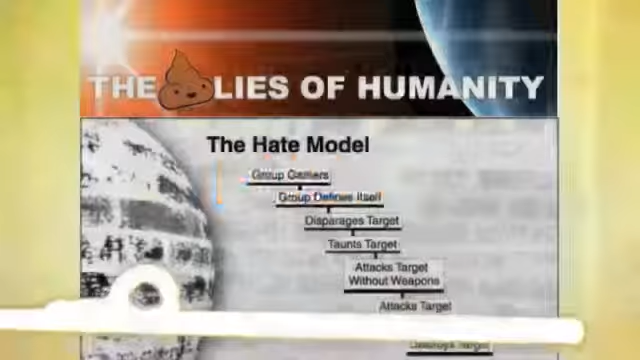 THE LIES OF HUMANITY
The Hate Model
Group Gathers
Group Defines Itself
Disparages Target
Taunts Target
Attacks Target
Without Weapons
Attacks Target
Target